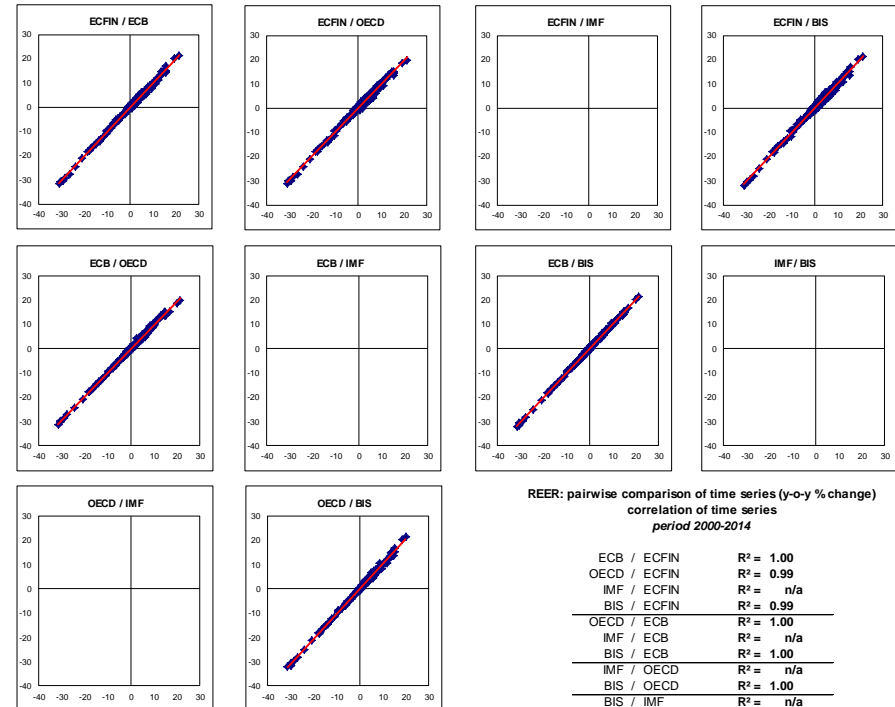 ECFIN / ECB
30
20
10
0
-10
-20
-30
-40
-40 -30 -20 -10 0 10 20 30
ECFIN / OECD
30
20
10
0
-10
-20
-30
-40
-40 -30 -20 -10 0 10 20 30
ECFIN / IMF
30
20
10
0
-10
-20
-30
-40
-40 -30 -20 -10 0 10 20 30
ECFIN / BIS
30
20
10
0
-10
-20
-30
-40
-40 -30 -20 -10 0 10 20 30
ECB / OECD
30
20
10
0
-10
-20
-30
-40
-40 -30 -20 -10 0 10 20 30
ECB / IMF
30
20
10
0
-10
-20
-30
-40
-40 -30 -20 -10 0 10 20 30
ECB / BIS
30
20
10
0
-10
-20
-30
-40
-40 -30 -20 -10 0 10 20 30
IMF / BIS
30
20
10
0
-10
-20
-30
-40
-40 -30 -20 -10 0 10 20 30
OECD / IMF
30
20
10
0
-10
-20
-30
-40
-40 -30 -20 -10 0 10 20 30
OECD / BIS
30
20
10
0
-10
-20
-30
-40
-40 -30 -20 -10 0 10 20 30
REER: pairwise comparison of time series (y-o-y % change)
correlation of time series
period 2000-2014
ECB / ECFIN R² = 1.00
OECD / ECFIN R² = 0.99
IMF / ECFIN R² = n/a
BIS / ECFIN R² = 0.99
OECD / ECB R² = 1.00
IMF / ECB R² = n/a
BIS / ECB R² = 1.00
IMF / OECD R² = n/a
BIS / OECD R² = 1.00
BIS / IMF R² = n/a